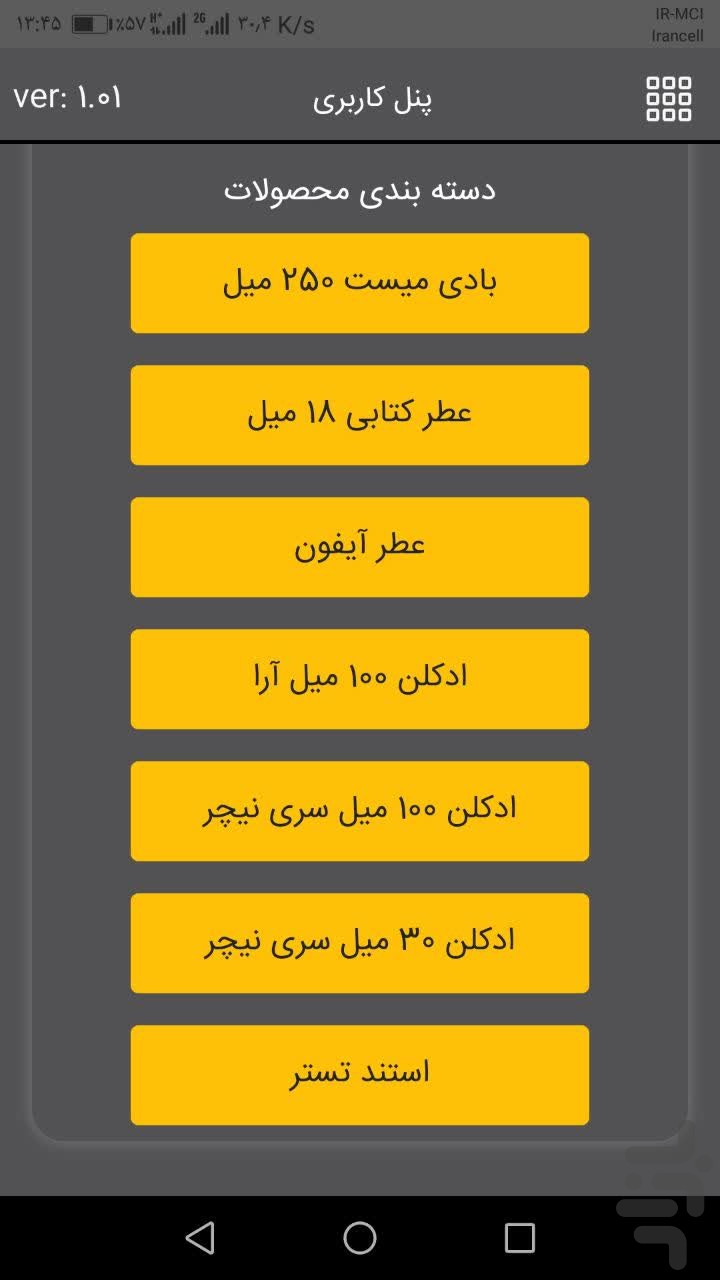 ۱۳:۴۵ ٪۵۷ H+ 2G ۳۰٫۴ K/s IR-MCI
Irancell
ver: ۱.۰۱ پنل کاربری
دسته بندی محصولات
بادی میست ۲۵۰ میل
عطر کتابی ۱۸ میل
عطر آیفون
ادکلن ۱۰۰ میل آرا
ادکلن ۱۰۰ میل سری نیچر
ادکلن ۳۰ میل سری نیچر
استند تستر